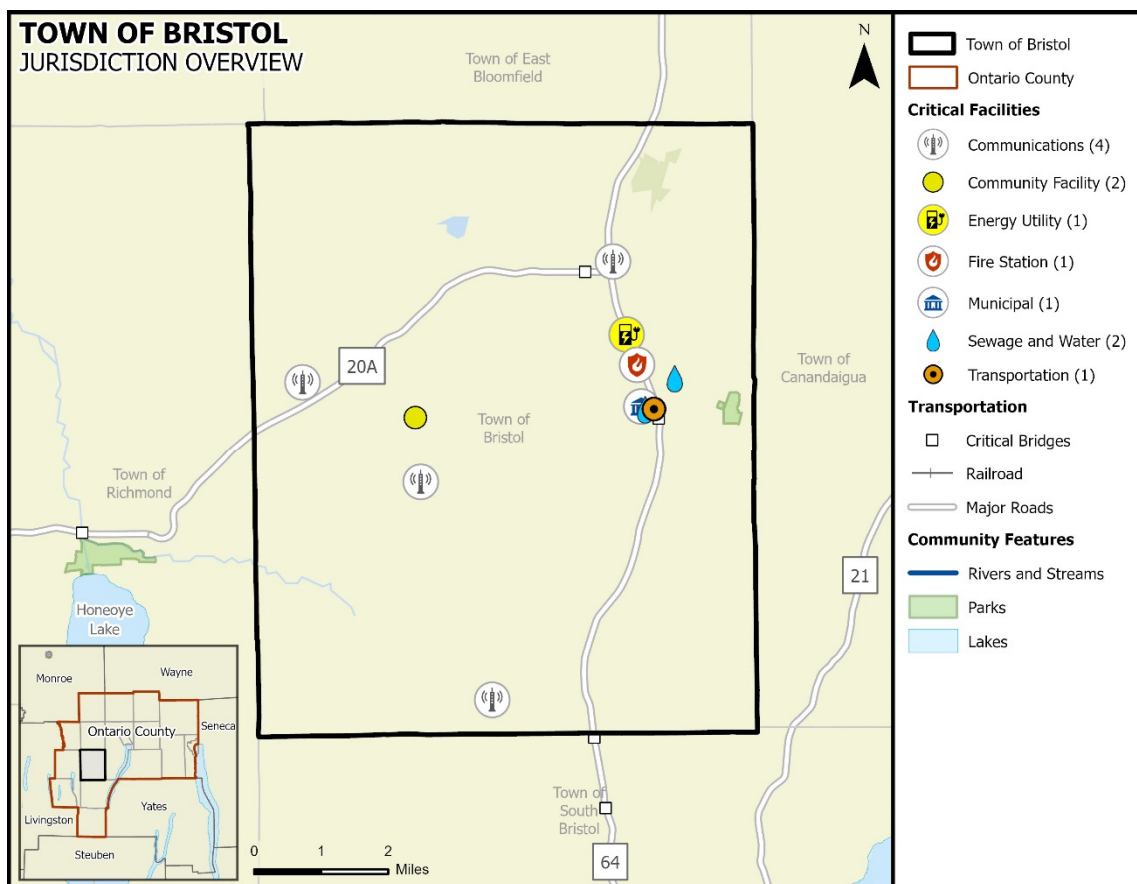 TOWN OF BRISTOL
JURISDICTION OVERVIEW
Town of East
Bloomfield
N
20A
Town of
Canandaigua
Town of
Bristol
Town of
Richmond
21
Honeoye
Lake
Town of
South
Bristol
64
Monroe
Wayne
Ontario County
Seneca
Yates
Livingston
Steuben
0 1 2
Miles
Town of Bristol
Ontario County
Critical Facilities
Communications (4)
Community Facility (2)
Energy Utility (1)
Fire Station (1)
Municipal (1)
Sewage and Water (2)
Transportation (1)
Transportation
Critical Bridges
Railroad
Major Roads
Community Features
Rivers and Streams
Parks
Lakes